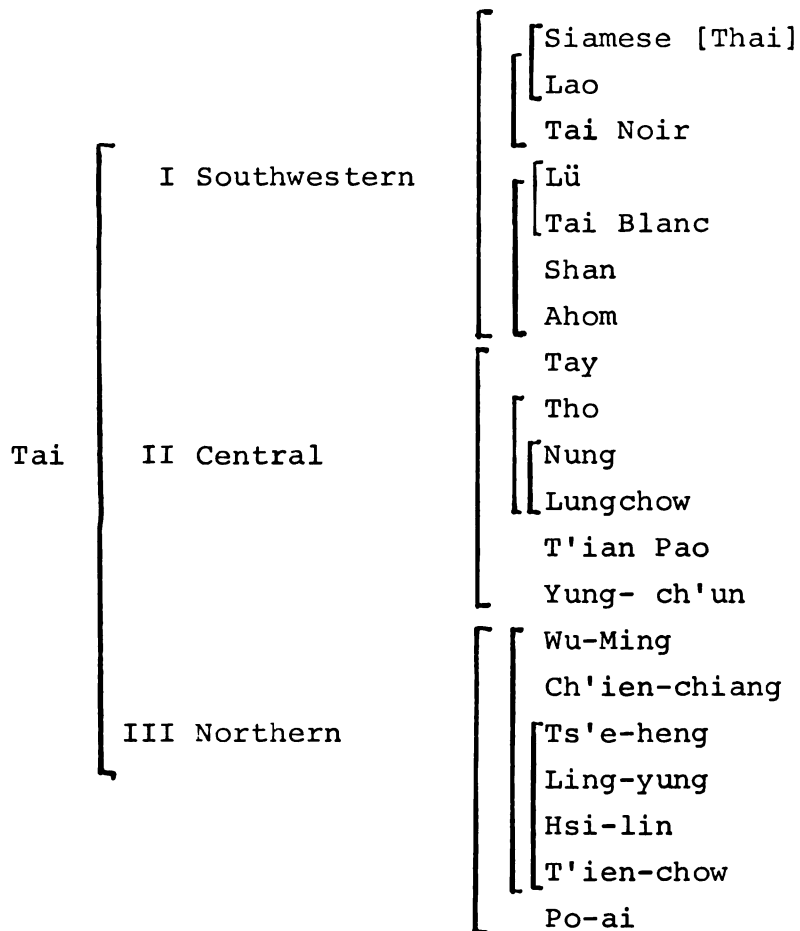 Siamese [Thai]
Lao
Tai Noir
I Southwestern
Lü
Tai Blanc
Shan
Ahom
Tay
Tho
Tai
II Central
Nung
Lungchow
T'ian Pao
Yung- ch'un
Wu-Ming
Ch'ien-chiang
III Northern
Ts'e-heng
Ling-yung
Hsi-lin
T'ien-chow
Po-ai